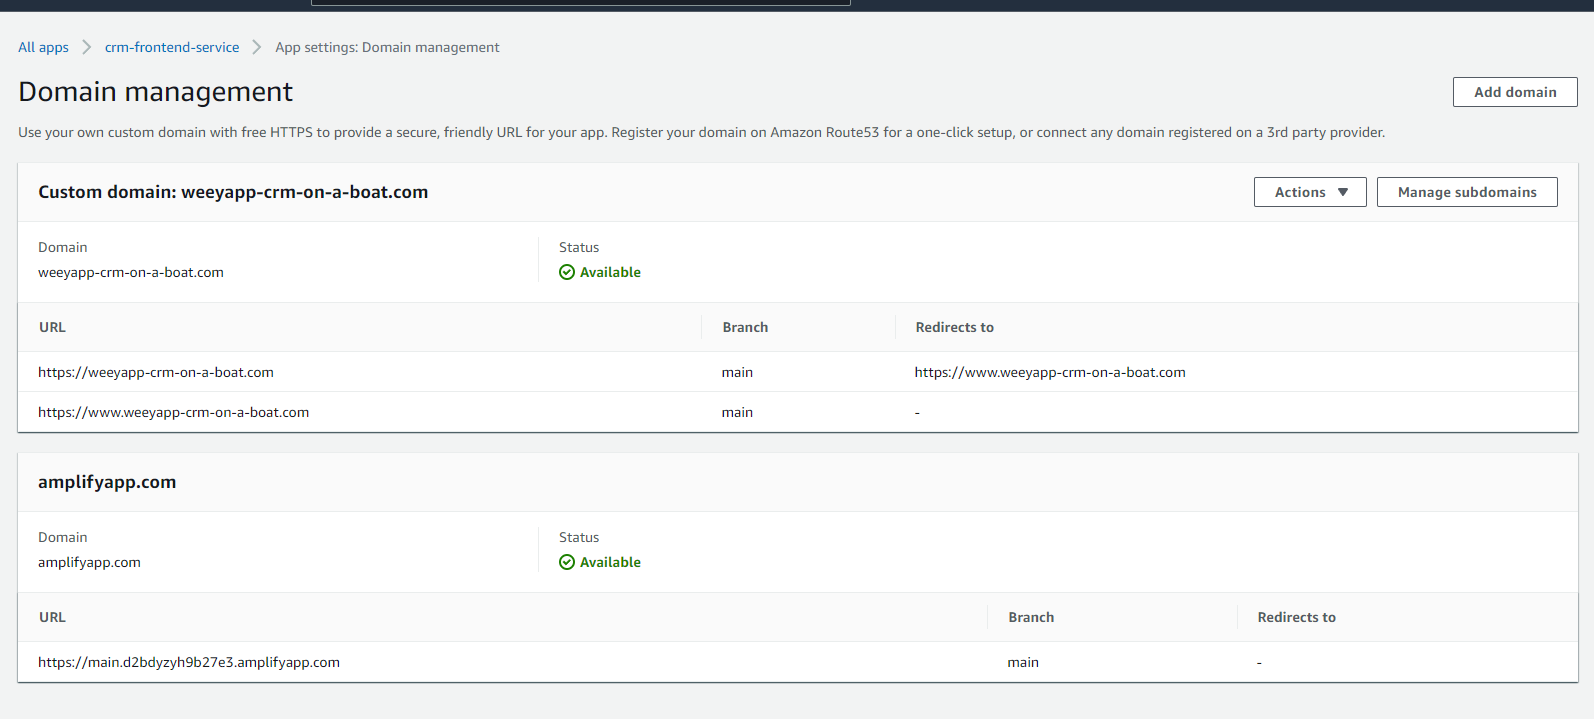 All apps > crm-frontend-service > App settings: Domain management
Domain management
Add domain
Use your own custom domain with free HTTPS to provide a secure, friendly URL for your app. Register your domain on Amazon Route53 for a one-click setup, or connect any domain registered on a 3rd party provider.
Custom domain: weeyapp-crm-on-a-boat.com
Actions ▼ Manage subdomains
Domain Status
weeyapp-crm-on-a-boat.com Available
URL Branch Redirects to
https://weeyapp-crm-on-a-boat.com main https://www.weeyapp-crm-on-a-boat.com
https://www.weeyapp-crm-on-a-boat.com main -
amplifyapp.com
Domain Status
amplifyapp.com Available
URL Branch Redirects to
https://main.d2bdyzyh9b27e3.amplifyapp.com main -